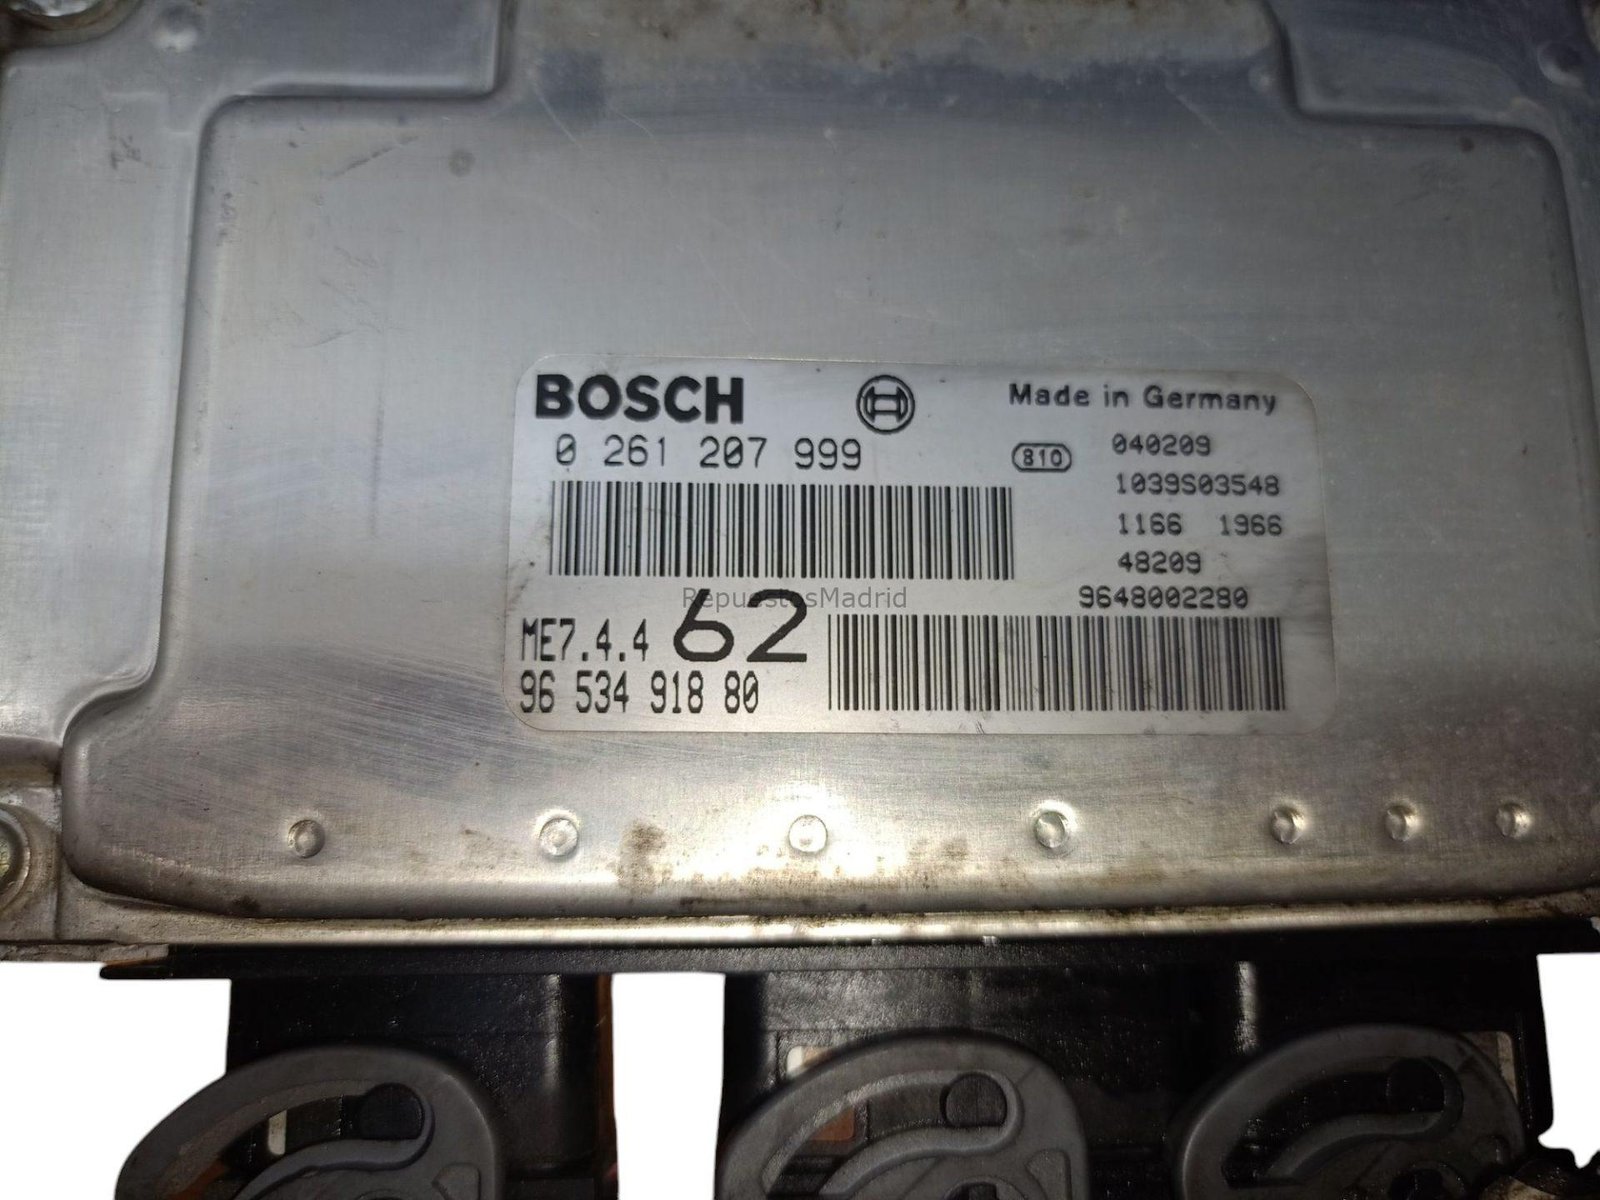 BOSCH
Made in Germany
0 261 207 999
810
040209
1039S03548
1166 1966
48209
9648002280
RepuestosMadrid
ME7.4.4 62
96 534 918 80